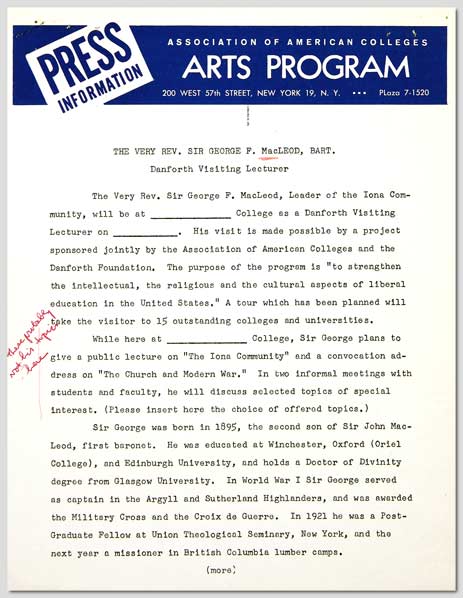 PRESS
INFORMATION
ASSOCIATION OF AMERICAN COLLEGES
ARTS PROGRAM
200 WEST 57th STREET, NEW YORK 19, N. Y. ••• PLaza 7-1520
THE VERY REV. SIR GEORGE F. MacLEOD, BART.
Danforth Visiting Lecturer
The Very Rev. Sir George F. MacLeod, Leader of the Iona Com-
munity, will be at ____________ College as a Danforth Visiting
Lecturer on __________. His visit is made possible by a project
sponsored jointly by the Association of American Colleges and the
Danforth Foundation. The purpose of the program is "to strengthen
the intellectual, the religious and the cultural aspects of liberal
education in the United States." A tour which has been planned will
take the visitor to 15 outstanding colleges and universities.
These probably
not his topics
here
While here at ____________ College, Sir George plans to
give a public lecture on "The Iona Community" and a convocation ad-
dress on "The Church and Modern War." In two informal meetings with
students and faculty, he will discuss selected topics of special
interest. (Please insert here the choice of offered topics.)
Sir George was born in 1895, the second son of Sir John Mac-
Leod, first baronet. He was educated at Winchester, Oxford (Oriel
College), and Edinburgh University, and holds a Doctor of Divinity
degree from Glasgow University. In World War I Sir George served
as captain in the Argyll and Sutherland Highlanders, and was awarded
the Military Cross and the Croix de Guerre. In 1921 he was a Post-
Graduate Fellow at Union Theological Seminary, New York, and the
next year a missioner in British Columbia lumber camps.
(more)